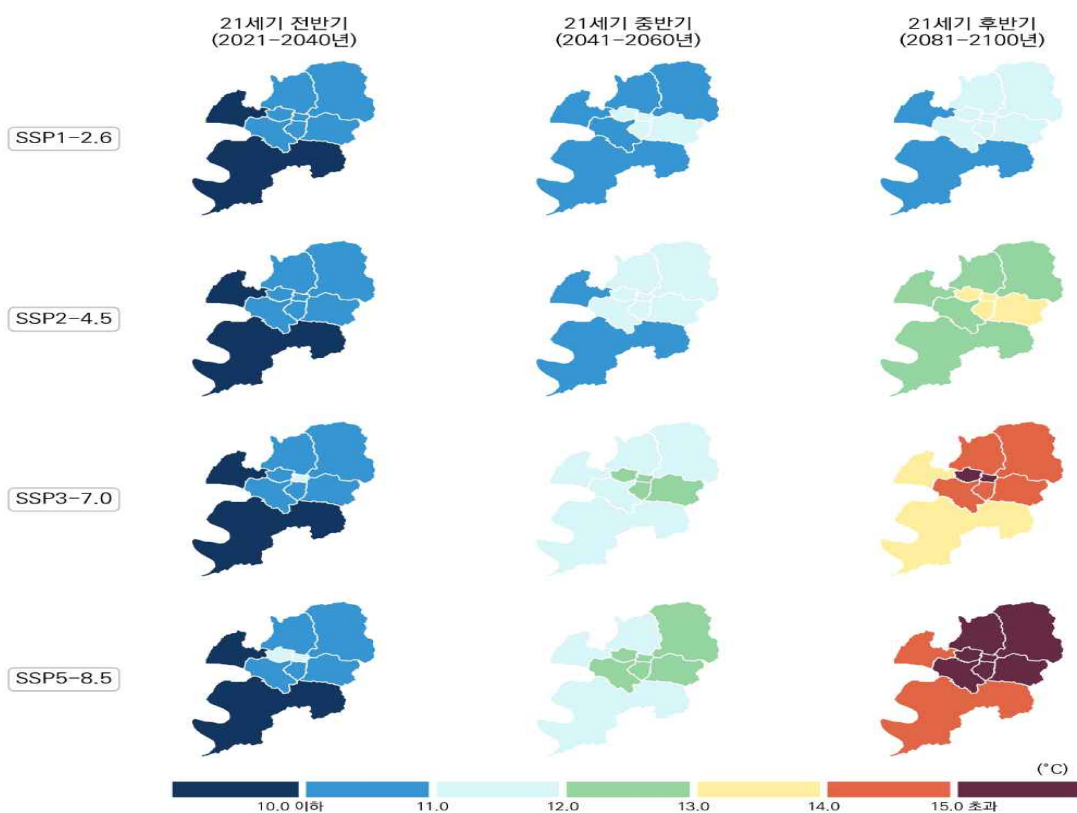 21세기 전반기
(2021-2040년)
21세기 중반기
(2041-2060년)
21세기 후반기
(2081-2100년)
SSP1-2.6
SSP2-4.5
SSP3-7.0
SSP5-8.5
(°C)
10.0 이하 11.0 12.0 13.0 14.0 15.0 초과